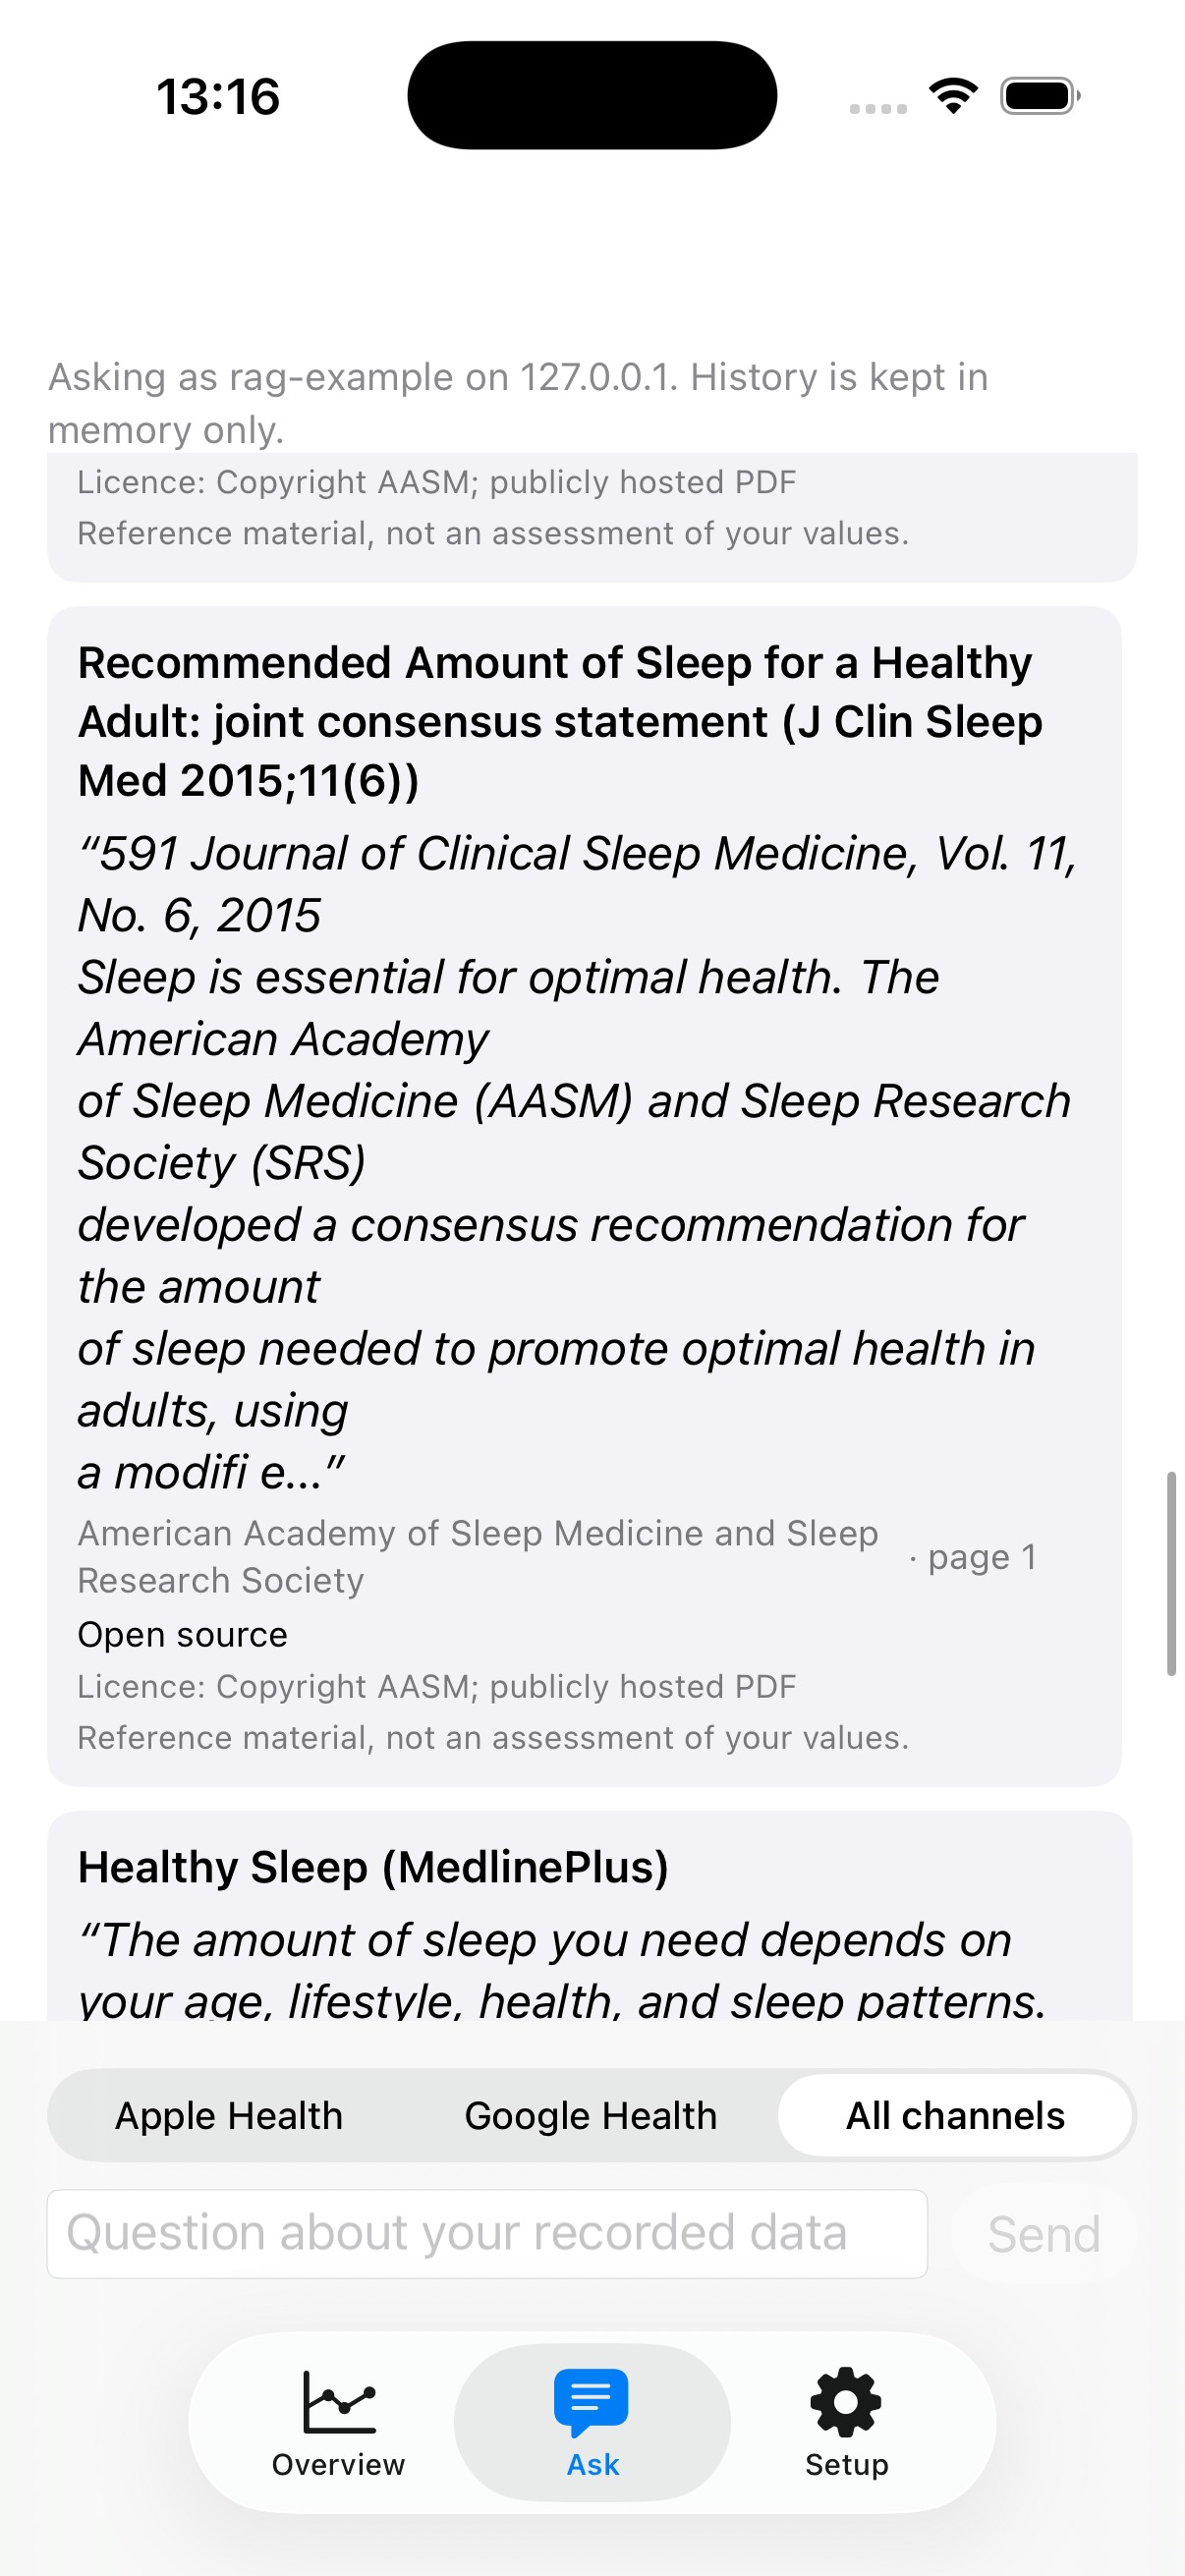 13:16
Asking as rag-example on 127.0.0.1. History is kept in
memory only.
Licence: Copyright AASM; publicly hosted PDF
Reference material, not an assessment of your values.
Recommended Amount of Sleep for a Healthy
Adult: joint consensus statement (J Clin Sleep
Med 2015;11(6))
“591 Journal of Clinical Sleep Medicine, Vol. 11,
No. 6, 2015
Sleep is essential for optimal health. The
American Academy
of Sleep Medicine (AASM) and Sleep Research
Society (SRS)
developed a consensus recommendation for
the amount
of sleep needed to promote optimal health in
adults, using
a modifi e...”
American Academy of Sleep Medicine and Sleep
Research Society
· page 1
Open source
Licence: Copyright AASM; publicly hosted PDF
Reference material, not an assessment of your values.
Healthy Sleep (MedlinePlus)
“The amount of sleep you need depends on
your age, lifestyle, health, and sleep patterns.
Apple Health Google Health All channels
Question about your recorded data Send
Overview Ask Setup